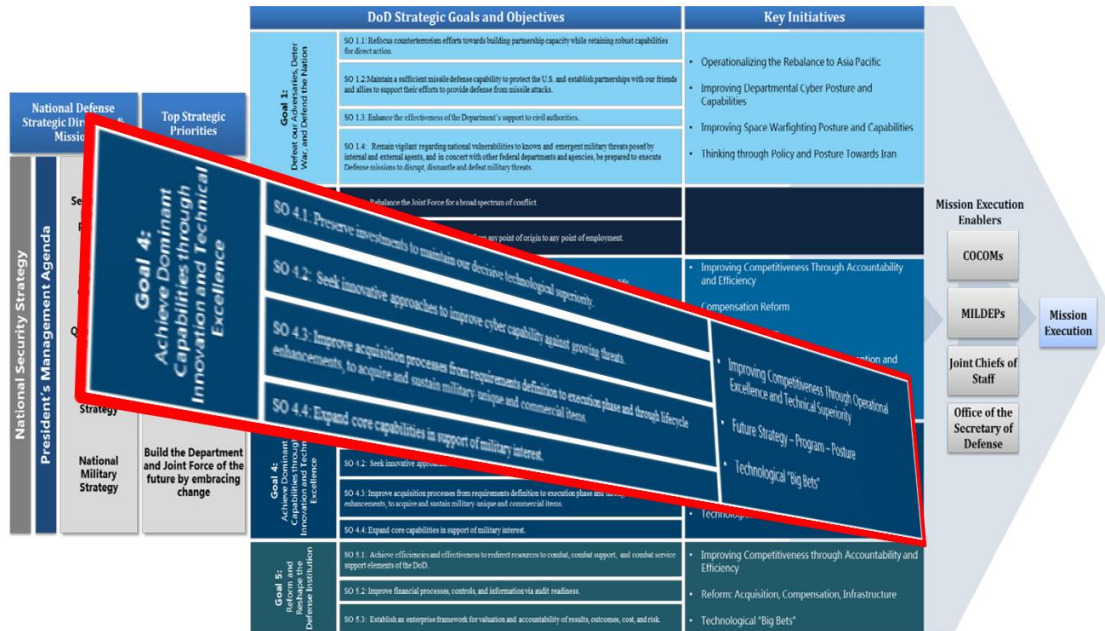 DoD Strategic Goals and Objectives
Key Initiatives
National Defense
Strategic
Mission
Top Strategic
Priorities
National Security Strategy
President's Management Agenda
Strategy
National
Military
Strategy
Build the Department
and Joint Force of the
future by embracing
change
Goal 1:
Defeat our Adversaries, Deter
War, and Defend the Nation
SO 1.1: Refocus counterterrorism efforts towards building partnership capacity while retaining robust capabilities
for direct action.
SO 1.2:Maintain a sufficient missile defense capability to protect the U.S. and establish partnerships with our friends
and allies to support their efforts to provide defense from missile attacks.
SO 1.3: Enhance the effectiveness of the Department's support to civil authorities.
SO 1.4: Remain vigilant regarding national vulnerabilities to known and emergent military threats posed by
internal and external agents, and in concert with other federal departments and agencies, be prepared to execute
Defense missions to disrupt, dismantle and defeat military threats.
• Operationalizing the Rebalance to Asia Pacific
• Improving Departmental Cyber Posture and
Capabilities
• Improving Space Warfighting Posture and Capabilities
• Thinking through Policy and Posture Towards Iran
Rebalance the Joint Force for a broad spectrum of conflict.
from any point of origin to any point of employment.
• Improving Competitiveness Through Accountability
and Efficiency
Compensation Reform
and
Goal 4:
Achieve Dominant
Capabilities through
Innovation and Technical
Excellence
SO 4.1: Preserve investments to maintain our decisive technological superiority.
SO 4.2: Seek innovative approaches to improve cyber capability against growing threats.
SO 4.3: Improve acquisition processes from requirements definition to execution phase and through lifecycle
enhancements, to acquire and sustain military-unique and commercial items.
SO 4.4: Expand core capabilities in support of military interest.
• Improving Competitiveness Through Operational
Excellence and Technical Superiority
• Future Strategy – Program – Posture
• Technological "Big Bets"
Goal 4:
Achieve Dominant
Capabilities through
Innovation and
Excellence
SO 4.2: Seek innovative
SO 4.3: Improve acquisition processes from requirements definition to execution phase and
enhancements, to acquire and sustain military-unique and commercial items.
SO 4.4: Expand core capabilities in support of military interest.
Goal 5:
Reform and
Reshape the
Defense Institution
SO 5.1: Achieve efficiencies and effectiveness to redirect resources to combat, combat support, and combat service
support elements of the DoD.
SO 5.2: Improve financial processes, controls, and information via audit readiness.
SO 5.3: Establish an enterprise framework for valuation and accountability of results, outcomes, cost, and risk.
• Improving Competitiveness through Accountability and
Efficiency
• Reform: Acquisition, Compensation, Infrastructure
• Technological "Big Bets"
Mission Execution
Enablers
COCOMs
MILDEPs
Joint Chiefs of
Staff
Office of the
Secretary of
Defense
Mission
Execution